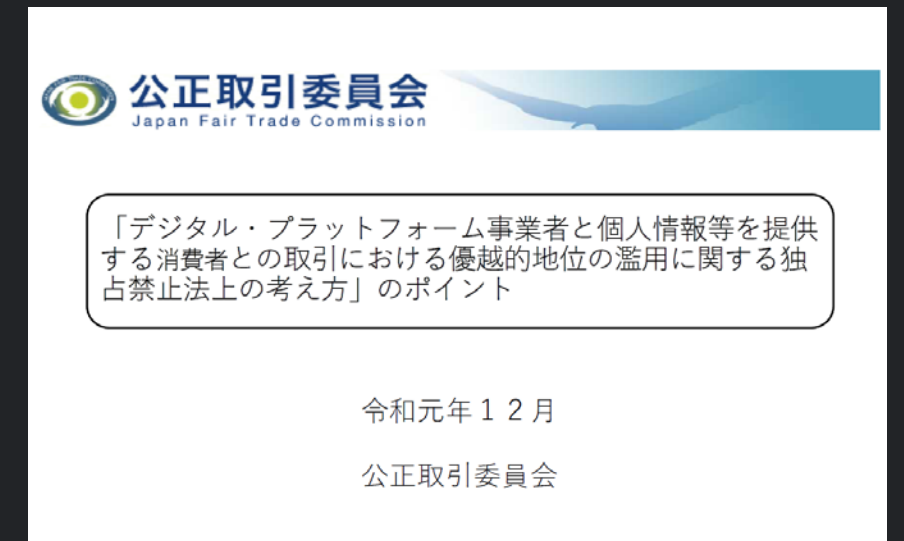 公正取引委員会
Japan Fair Trade Commission
「デジタル・プラットフォーム事業者と個人情報等を提供
する消費者との取引における優越的地位の濫用に関する独
占禁止法上の考え方」のポイント
令和元年１２月
公正取引委員会